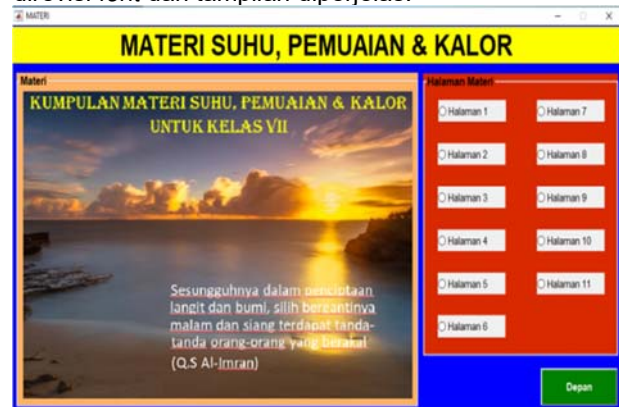 MATERI
MATERI SUHU, PEMUAIAN & KALOR
Materi
KUMPULAN MATERI SUHU, PEMUAIAN & KALOR
UNTUK KELAS VII
Sesungguhnya dalam penciptaan
langit dan bumi, silih bergantinya
malam dan siang terdapat tanda-
tanda orang-orang yang berakal
(Q.S Al-Imran)
Halaman Materi
Halaman 1
Halaman 2
Halaman 3
Halaman 4
Halaman 5
Halaman 6
Halaman 7
Halaman 8
Halaman 9
Halaman 10
Halaman 11
Depan